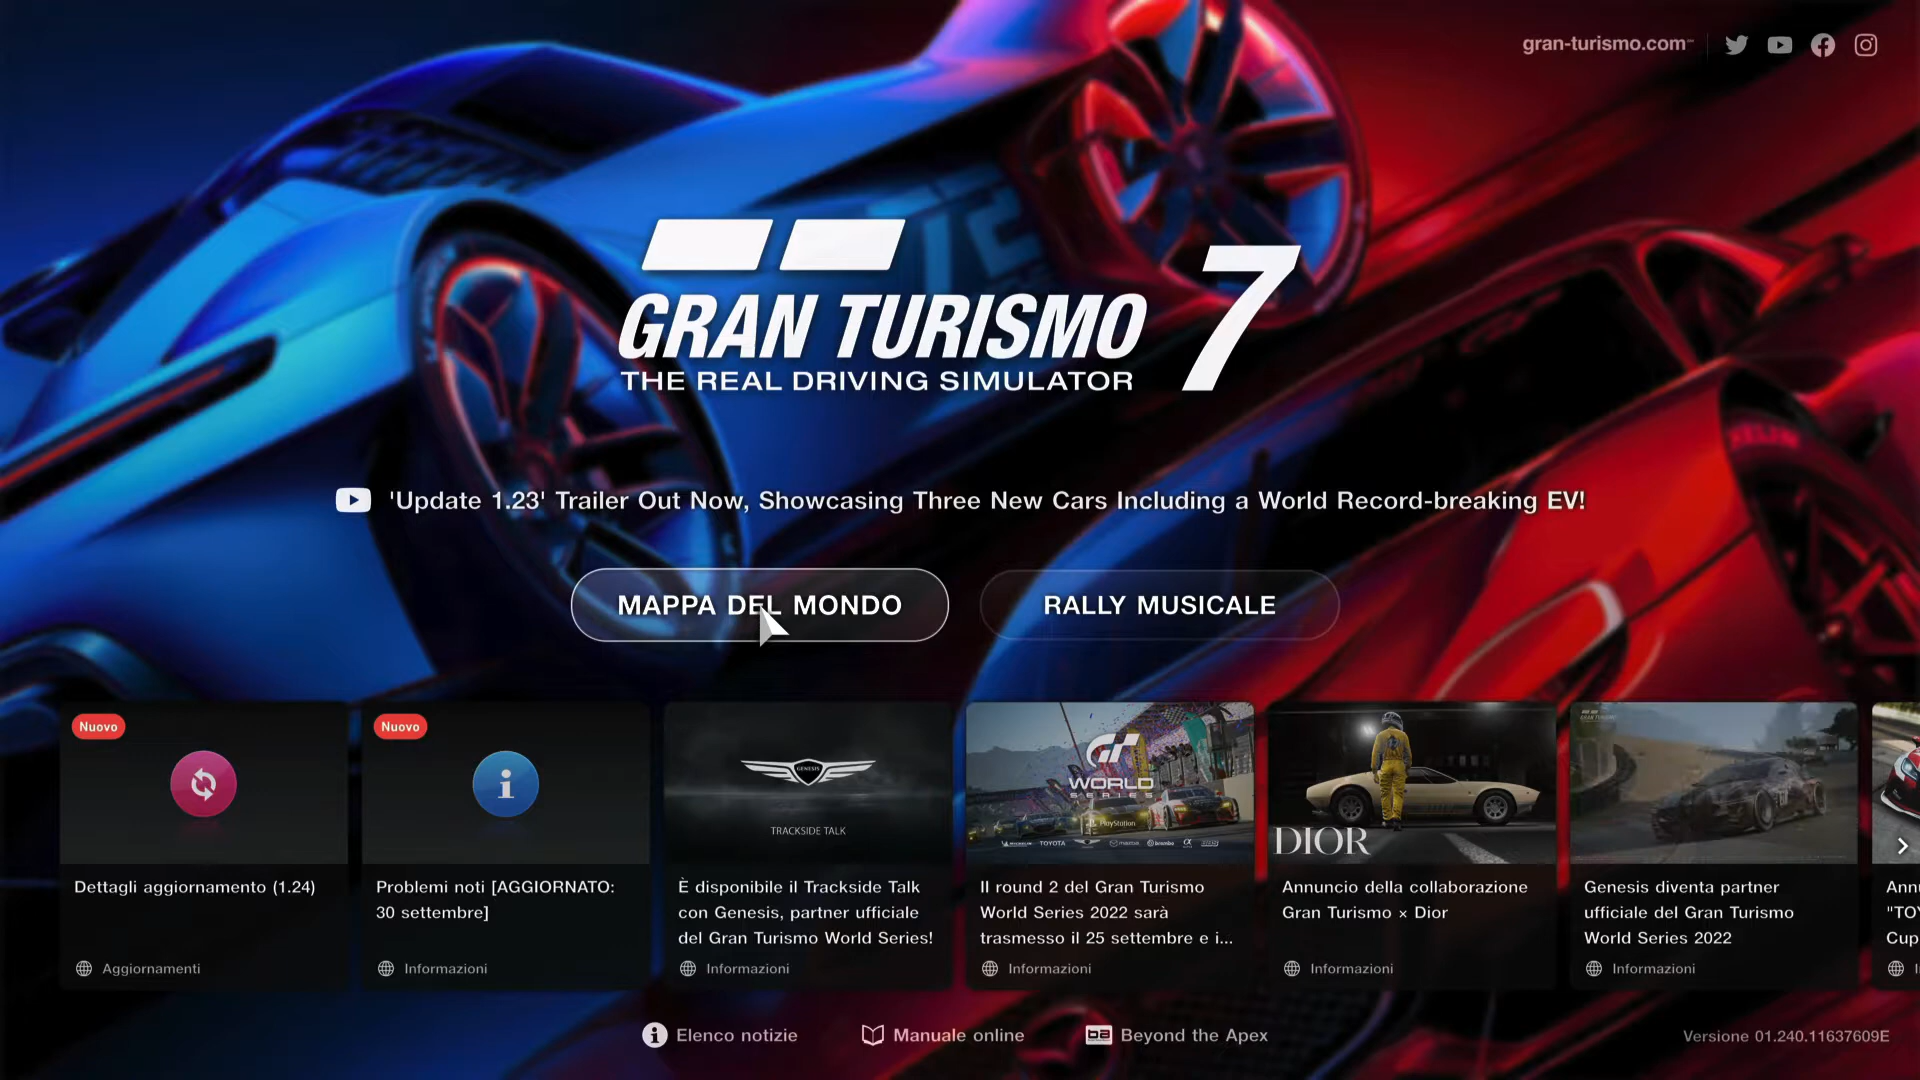 gran-turismo.com
GRAN TURISMO 7
THE REAL DRIVING SIMULATOR
'Update 1.23' Trailer Out Now, Showcasing Three New Cars Including a World Record-breaking EV!
MAPPA DEL MONDO
RALLY MUSICALE
Nuovo
Dettagli aggiornamento (1.24)
Aggiornamenti
Nuovo
i
Problemi noti [AGGIORNATO:
30 settembre]
Informazioni
GENESIS
TRACKSIDE TALK
È disponibile il Trackside Talk
con Genesis, partner ufficiale
del Gran Turismo World Series!
Informazioni
GT
WORLD
SERIES
PlayStation
TOYOTA
Il round 2 del Gran Turismo
World Series 2022 sarà
trasmesso il 25 settembre e i...
Informazioni
DIOR
Annuncio della collaborazione
Gran Turismo × Dior
Informazioni
Genesis diventa partner
ufficiale del Gran Turismo
World Series 2022
Informazioni
Elenco notizie
Manuale online
Beyond the Apex
Versione 01.240.11637609E